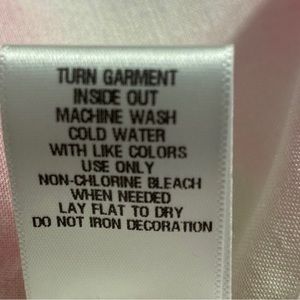 TURN GARMENT
INSIDE OUT
MACHINE WASH
COLD WATER
WITH LIKE COLORS
USE ONLY
NON-CHLORINE BLEACH
WHEN NEEDED
LAY FLAT TO DRY
DO NOT IRON DECORATION